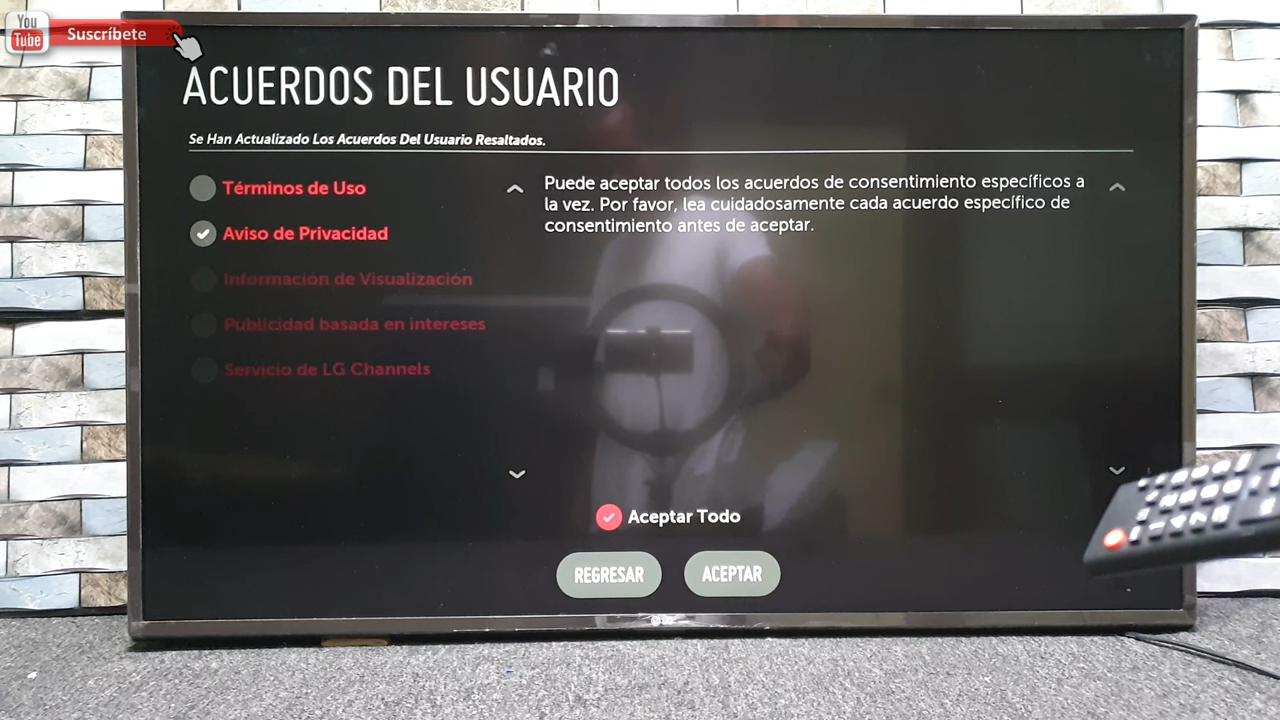 You
Tube
Suscríbete
ACUERDOS DEL USUARIO
Se Han Actualizado Los Acuerdos Del Usuario Resaltados.
Términos de Uso
Aviso de Privacidad
Información de Visualización
Publicidad basada en intereses
Servicio de LG Channels
Puede aceptar todos los acuerdos de consentimiento específicos a
la vez. Por favor, lea cuidadosamente cada acuerdo específico de
consentimiento antes de aceptar.
Aceptar Todo
REGRESAR
ACEPTAR